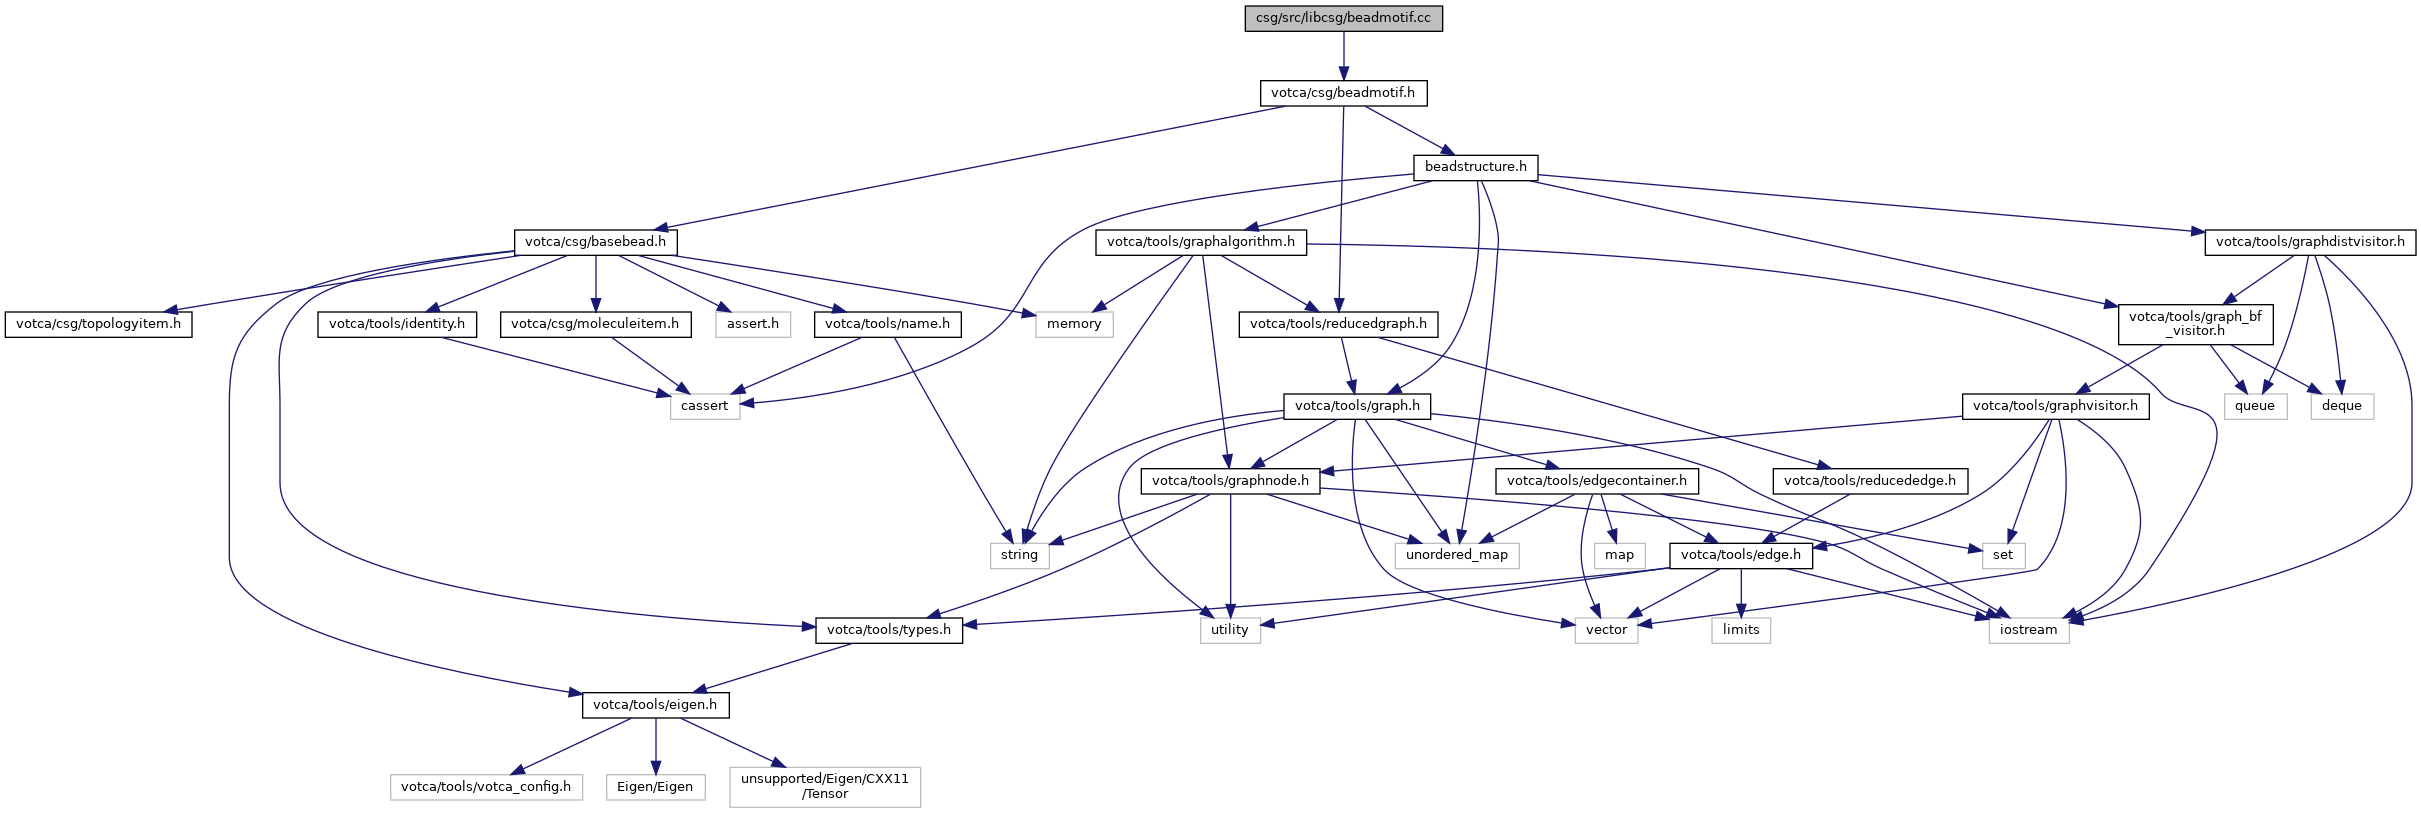 csg/src/libcsg/beadmotif.cc
votca/csg/beadmotif.h
beadstructure.h
votca/csg/basebead.h
votca/tools/graphalgorithm.h
votca/tools/graphdistvisitor.h
votca/csg/topologyitem.h
votca/tools/identity.h
votca/csg/moleculeitem.h
assert.h
votca/tools/name.h
memory
votca/tools/reducedgraph.h
votca/tools/graph_bf
_visitor.h
cassert
votca/tools/graph.h
votca/tools/graphvisitor.h
queue
deque
votca/tools/graphnode.h
votca/tools/edgecontainer.h
votca/tools/reducededge.h
string
unordered_map
map
votca/tools/edge.h
set
votca/tools/types.h
utility
vector
limits
iostream
votca/tools/eigen.h
votca/tools/votca_config.h
Eigen/Eigen
unsupported/Eigen/CXX11
/Tensor